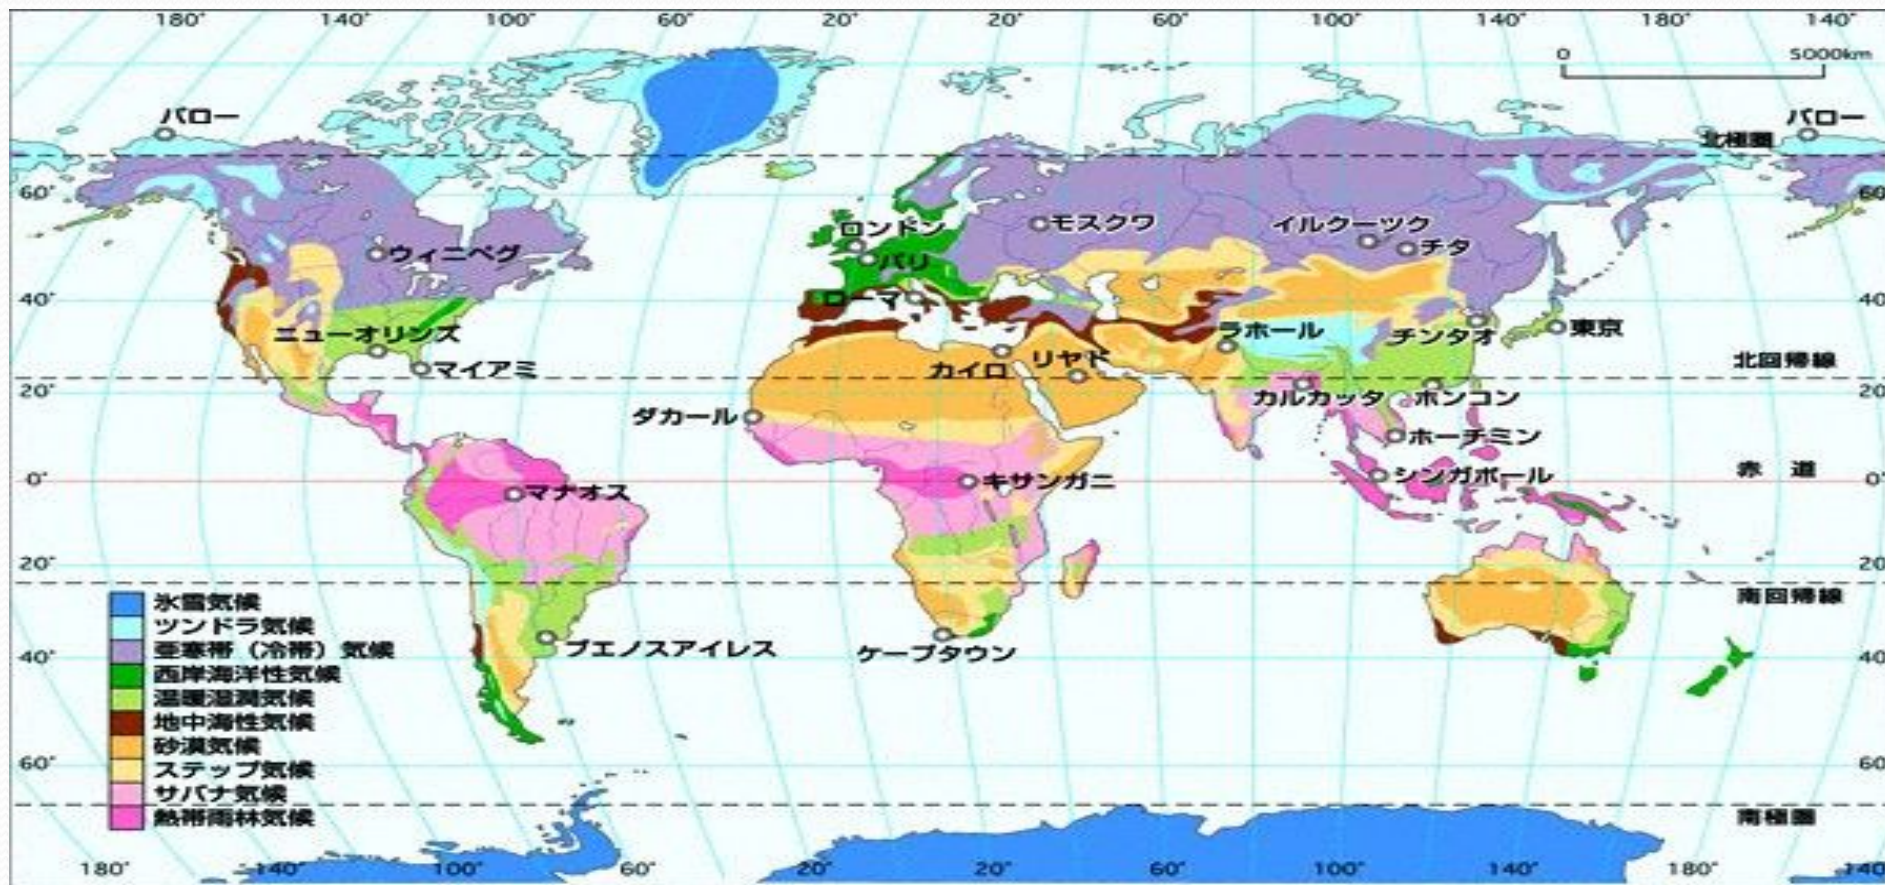 180° 140° 100° 60° 20° 20° 60° 100° 140° 180° 140°
0 5000km
バロー バロー
北極圏
60° 60
ロンドン モスクワ イルクーツク
ウィニペグ パリ チタ
40° ローマ 40
ニューオリンズ ラホール チンタオ 東京
マイアミ カイロ リヤド 北回帰線
20° 20
ダカール カルカッタ ホンコン
ホーチミン
0° マナオス キサンガニ シンガポール 赤道 0°
20° 20
南回帰線
氷雪気候
ツンドラ気候
亜寒帯(冷帯)気候
西岸海洋性気候
温暖湿潤気候
地中海性気候
砂漠気候
ステップ気候
サバナ気候
熱帯雨林気候
40° ブエノスアイレス ケープタウン 40
60° 60
南極圏
180° 140° 100° 60° 20° 20° 60° 100° 140° 180° 140°